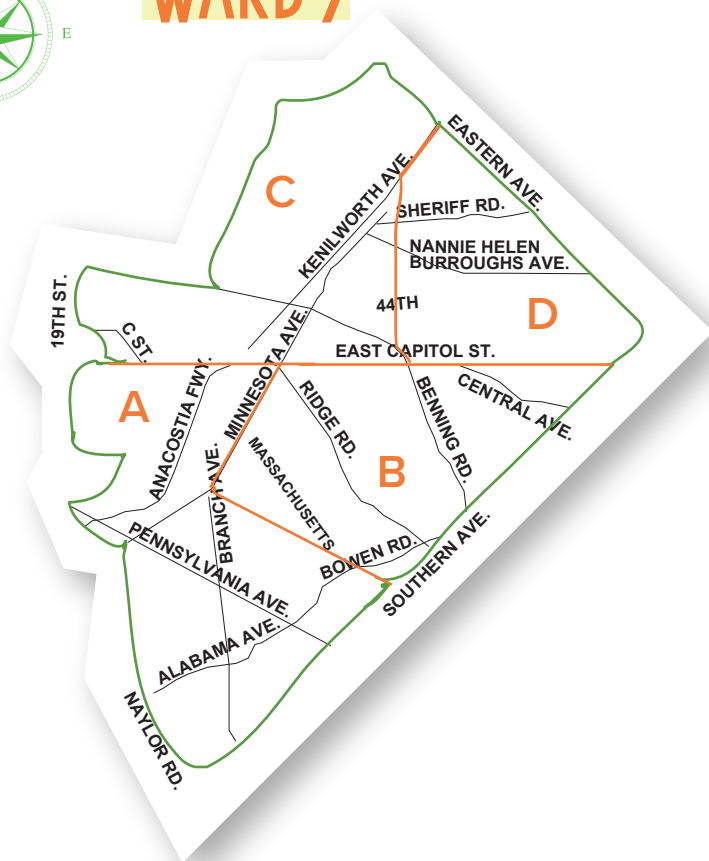 WARD 7
E
EASTERN AVE.
KENILWORTH AVE.
C
SHERIFF RD.
NANNIE HELEN
BURROUGHS AVE.
19TH ST.
44TH
D
C ST.
EAST CAPITOL ST.
MINNESOTA AVE.
ANACOSTIA FWY.
A
CENTRAL AVE.
RIDGE RD.
BENNING RD.
B
MASSACHUSETTS
BRANCH AVE.
PENNSYLVANIA AVE.
BOWEN RD.
SOUTHERN AVE.
ALABAMA AVE.
NAYLOR RD.